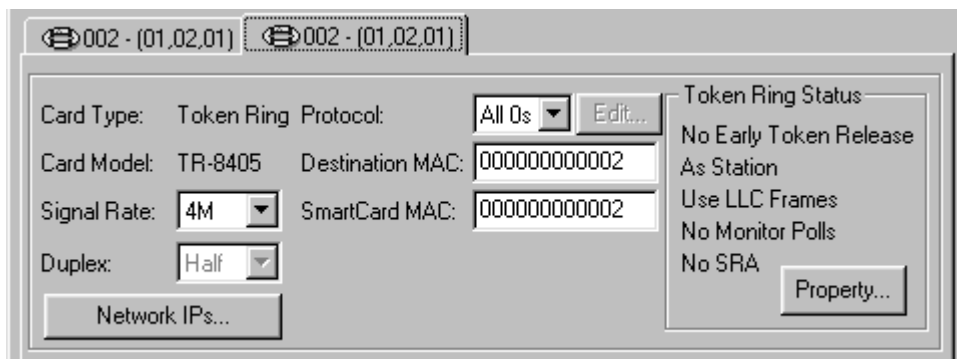 002 - (01,02,01) 002 - (01,02,01)
Card Type: Token Ring Protocol: All 0s Edit...
Card Model: TR-8405 Destination MAC: 000000000002
Signal Rate: 4M SmartCard MAC: 000000000002
Duplex: Half
Network IPs...
Token Ring Status
No Early Token Release
As Station
Use LLC Frames
No Monitor Polls
No SRA
Property...